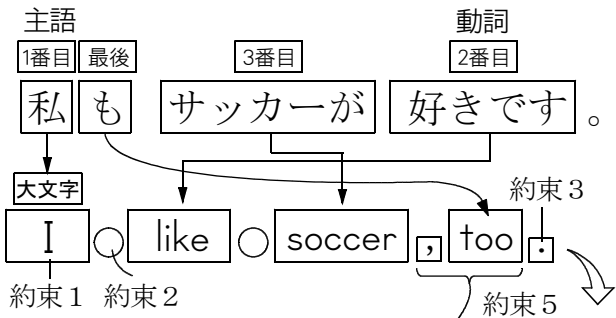 主語 動詞
1番目 最後 3番目 2番目
私 も サッカーが 好きです 。
大文字 約束3
I like soccer , too .
約束1 約束2 約束5